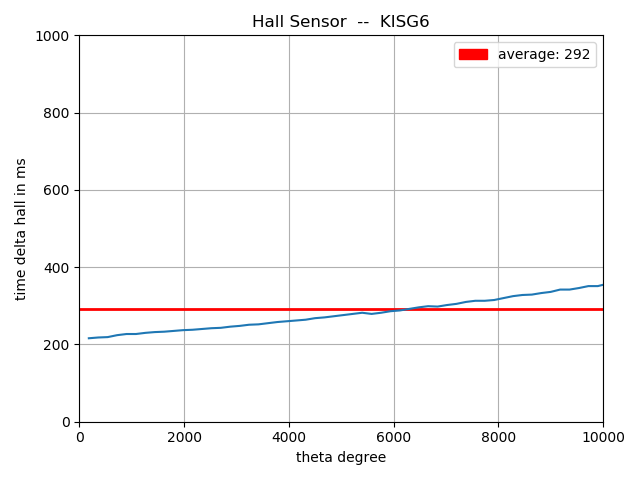 Hall Sensor  --  KISG6
average: 292
time delta hall in ms
1000
800
600
400
200
0
0 2000 4000 6000 8000 10000
theta degree